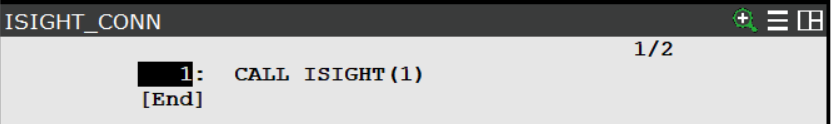 ISIGHT_CONN
1/2
1: CALL ISIGHT(1)
[End]